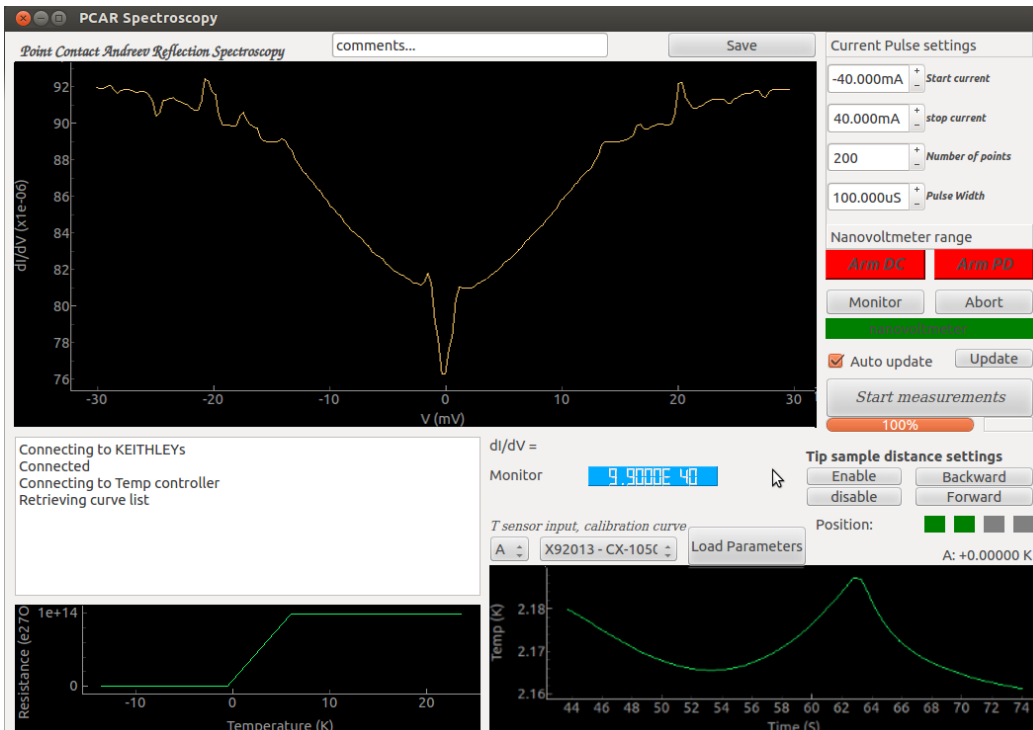 PCAR Spectroscopy
Point Contact Andreev Reflection Spectroscopy
comments...
Save
Current Pulse settings
-40.000mA
Start current
40.000mA
stop current
200
Number of points
100.000uS
Pulse Width
Nanovoltmeter range
Arm DC
Arm PD
Monitor
Abort
Auto update
Update
Start measurements
100%
dI/dV (x1e-06)
92
90
88
86
84
82
80
78
76
-30
-20
-10
0
10
20
30
V (mV)
Connecting to KEITHLEYs
Connected
Connecting to Temp controller
Retrieving curve list
dI/dV =
Monitor
9.9000E 40
Tip sample distance settings
Enable
Backward
disable
Forward
Position:
T sensor input, calibration curve
A
X92013 - CX-105
Load Parameters
A: +0.00000 K
Resistance (e27O
1e+14
0
-10
0
10
20
Temperature (K)
Temp (K)
2.18
2.17
2.16
44 46 48 50 52 54 56 58 60 62 64 66 68 70 72 74
Time (S)